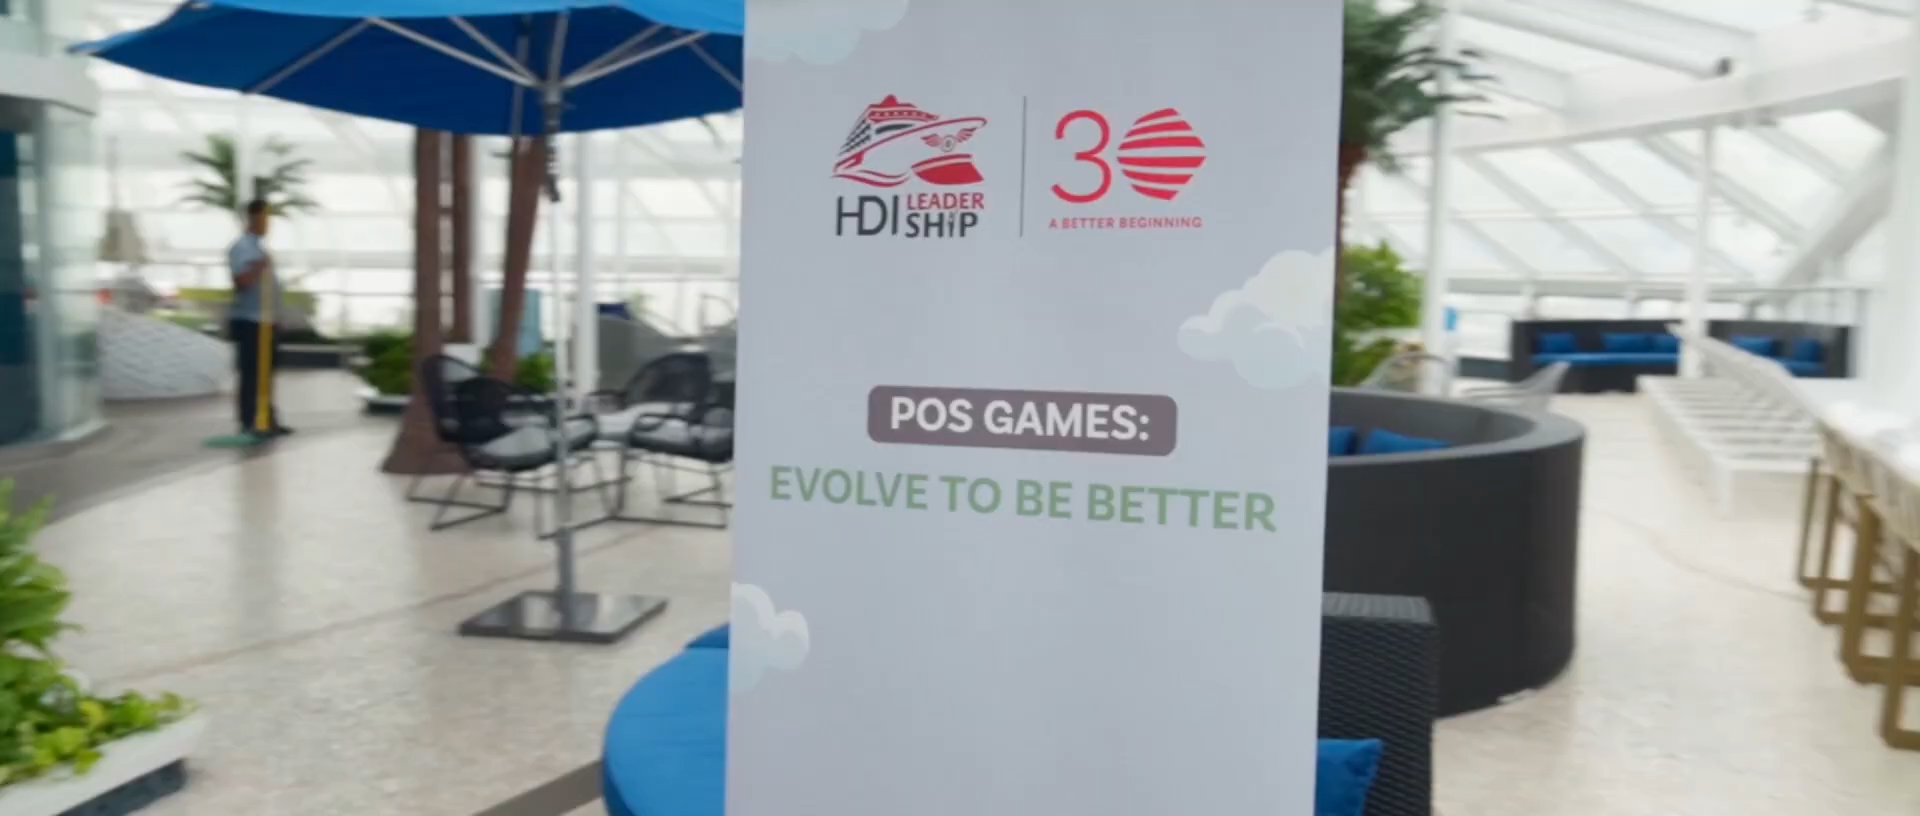 HDI LEADER
SHIP
30
A BETTER BEGINNING
POS GAMES:
EVOLVE TO BE BETTER